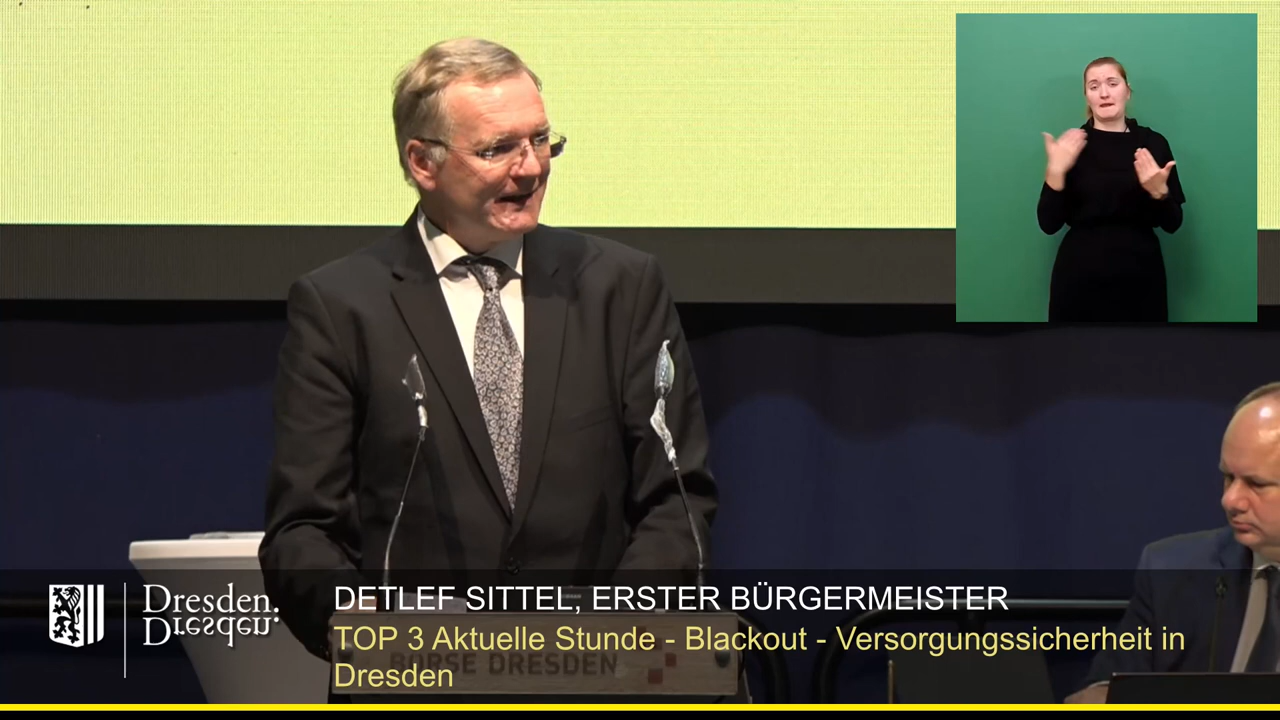 DETLEF SITTEL, ERSTER BÜRGERMEISTER
Dresden.
Dresden.
TOP 3 Aktuelle Stunde - Blackout - Versorgungssicherheit in
Dresden
BÖRSE DRESDEN